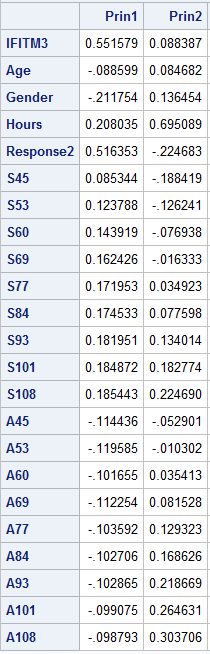 Prin1 Prin2
IFITM3 0.551579 0.088387
Age -.088599 0.084682
Gender -.211754 0.136454
Hours 0.208035 0.695089
Response2 0.516353 -.224683
S45 0.085344 -.188419
S53 0.123788 -.126241
S60 0.143919 -.076938
S69 0.162426 -.016333
S77 0.171953 0.034923
S84 0.174533 0.077598
S93 0.181951 0.134014
S101 0.184872 0.182774
S108 0.185443 0.224690
A45 -.114436 -.052901
A53 -.119585 -.010302
A60 -.101655 0.035413
A69 -.112254 0.081528
A77 -.103592 0.129323
A84 -.102706 0.168626
A93 -.102865 0.218669
A101 -.099075 0.264631
A108 -.098793 0.303706